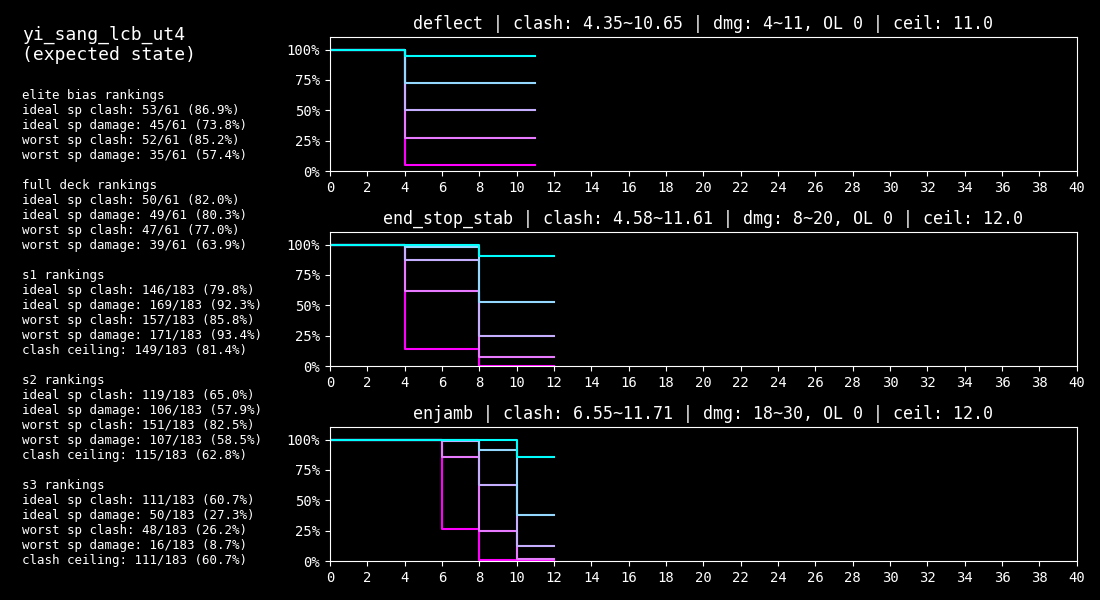 yi_sang_lcb_ut4
(expected state)
elite bias rankings
ideal sp clash: 53/61 (86.9%)
ideal sp damage: 45/61 (73.8%)
worst sp clash: 52/61 (85.2%)
worst sp damage: 35/61 (57.4%)
full deck rankings
ideal sp clash: 50/61 (82.0%)
ideal sp damage: 49/61 (80.3%)
worst sp clash: 47/61 (77.0%)
worst sp damage: 39/61 (63.9%)
s1 rankings
ideal sp clash: 146/183 (79.8%)
ideal sp damage: 169/183 (92.3%)
worst sp clash: 157/183 (85.8%)
worst sp damage: 171/183 (93.4%)
clash ceiling: 149/183 (81.4%)
s2 rankings
ideal sp clash: 119/183 (65.0%)
ideal sp damage: 106/183 (57.9%)
worst sp clash: 151/183 (82.5%)
worst sp damage: 107/183 (58.5%)
clash ceiling: 115/183 (62.8%)
s3 rankings
ideal sp clash: 111/183 (60.7%)
ideal sp damage: 50/183 (27.3%)
worst sp clash: 48/183 (26.2%)
worst sp damage: 16/183 (8.7%)
clash ceiling: 111/183 (60.7%)
deflect | clash: 4.35~10.65 | dmg: 4~11, OL 0 | ceil: 11.0
100%
75%
50%
25%
0%
0 2 4 6 8 10 12 14 16 18 20 22 24 26 28 30 32 34 36 38 40
end_stop_stab | clash: 4.58~11.61 | dmg: 8~20, OL 0 | ceil: 12.0
100%
75%
50%
25%
0%
0 2 4 6 8 10 12 14 16 18 20 22 24 26 28 30 32 34 36 38 40
enjamb | clash: 6.55~11.71 | dmg: 18~30, OL 0 | ceil: 12.0
100%
75%
50%
25%
0%
0 2 4 6 8 10 12 14 16 18 20 22 24 26 28 30 32 34 36 38 40